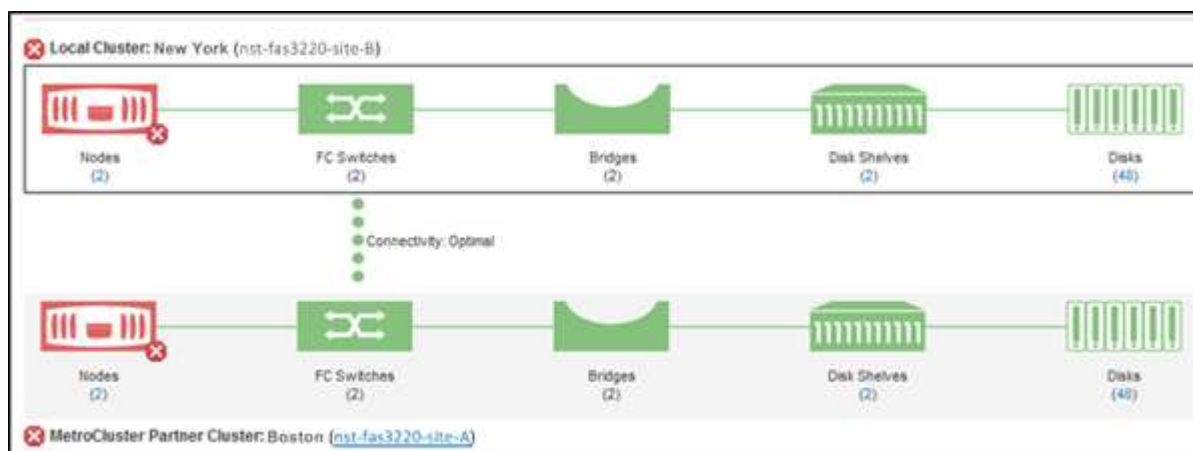 Local Cluster: New York (nst-fas3220-site-B)
Nodes FC Switches Bridges Disk Shelves Disks
(2) (2) (2) (2) (48)
Connectivity: Optimal
Nodes FC Switches Bridges Disk Shelves Disks
(2) (2) (2) (2) (48)
MetroCluster Partner Cluster: Boston (nst-fas3220-site-A)